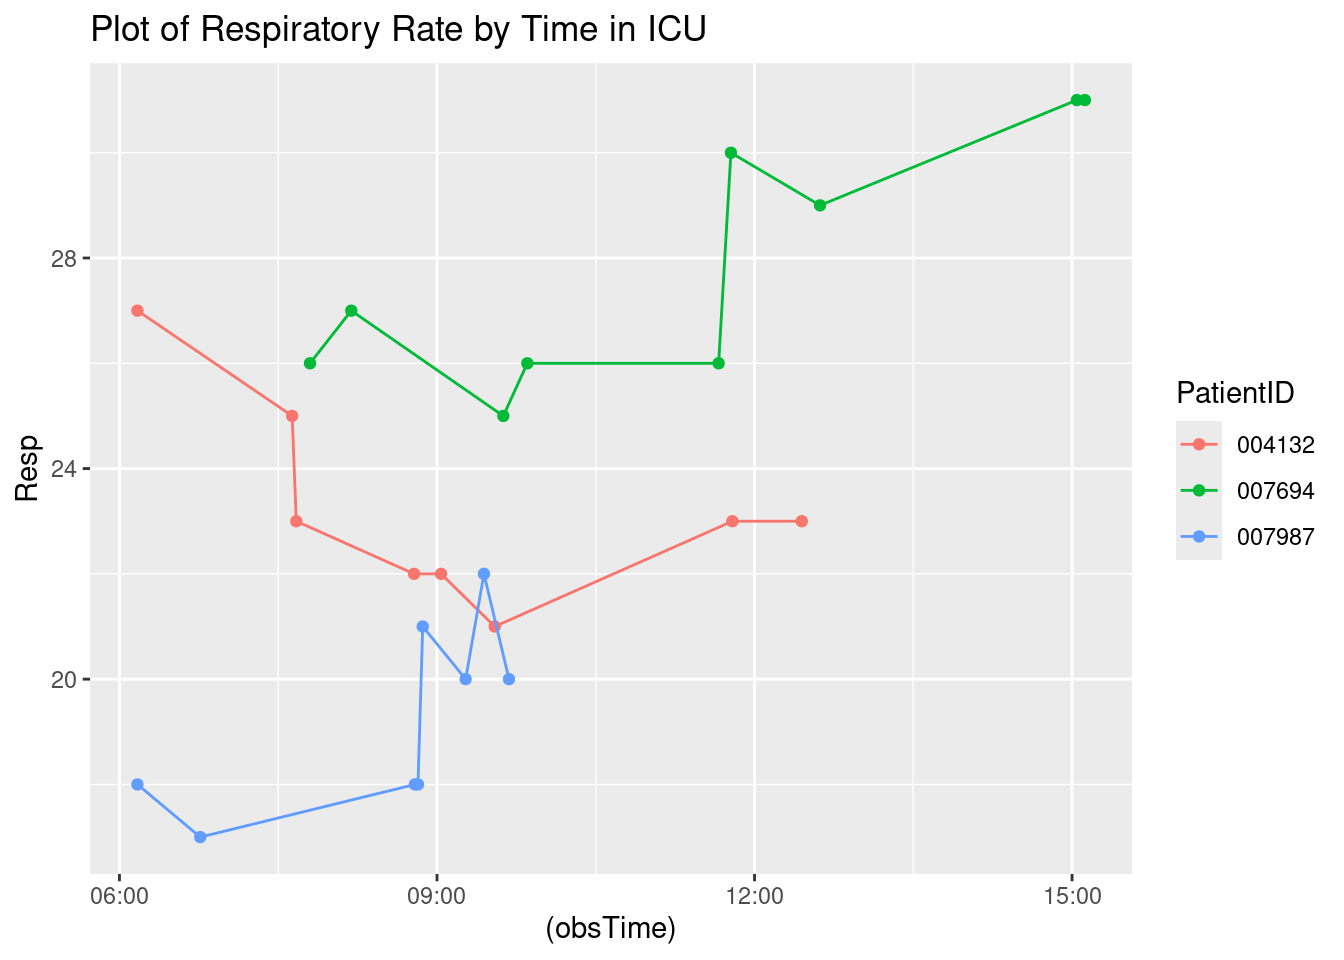 Plot of Respiratory Rate by Time in ICU
Resp
28
24
20
06:00
09:00
12:00
15:00
(obsTime)
PatientID
004132
007694
007987